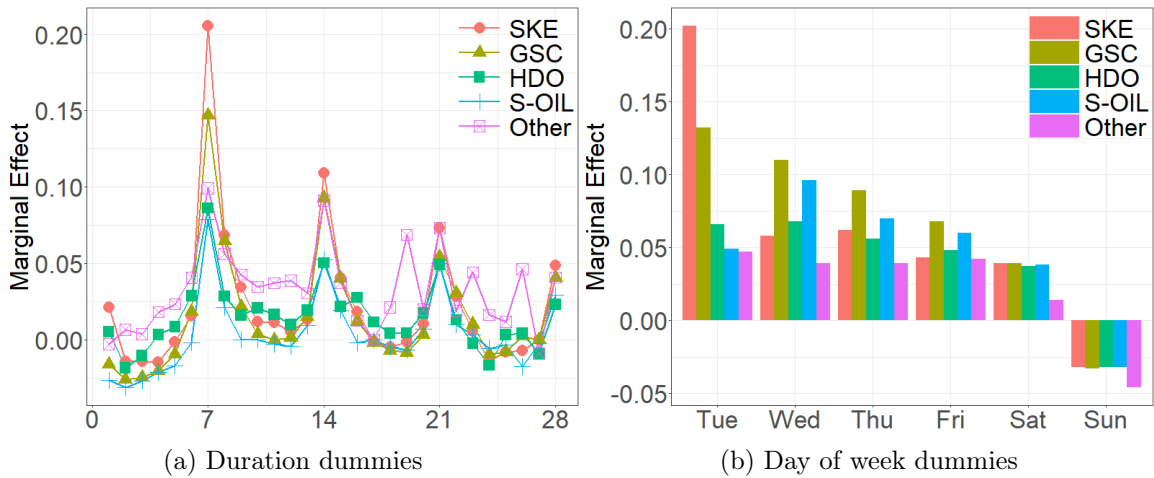 Marginal Effect
0.20
0.15
0.10
0.05
0.00
0
7
14
21
28
SKE
GSC
HDO
S-OIL
Other
(a) Duration dummies
Marginal Effect
0.20
0.15
0.10
0.05
0.00
-0.05
Tue
Wed
Thu
Fri
Sat
Sun
SKE
GSC
HDO
S-OIL
Other
(b) Day of week dummies